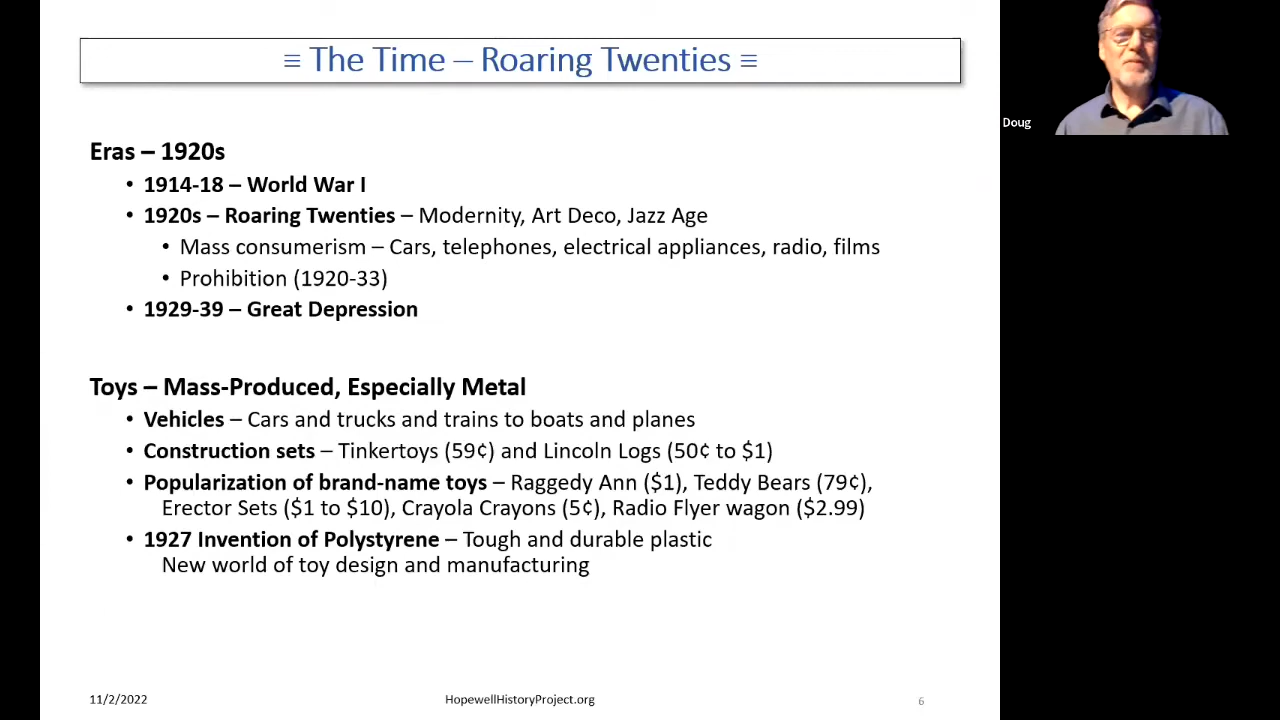 ≡ The Time – Roaring Twenties ≡
Doug
Eras – 1920s
• 1914-18 – World War I
• 1920s – Roaring Twenties – Modernity, Art Deco, Jazz Age
• Mass consumerism – Cars, telephones, electrical appliances, radio, films
• Prohibition (1920-33)
• 1929-39 – Great Depression
Toys – Mass-Produced, Especially Metal
• Vehicles – Cars and trucks and trains to boats and planes
• Construction sets – Tinkertoys (59¢) and Lincoln Logs (50¢ to $1)
• Popularization of brand-name toys – Raggedy Ann ($1), Teddy Bears (79¢),
Erector Sets ($1 to $10), Crayola Crayons (5¢), Radio Flyer wagon ($2.99)
• 1927 Invention of Polystyrene – Tough and durable plastic
New world of toy design and manufacturing
11/2/2022
HopewellHistoryProject.org
6